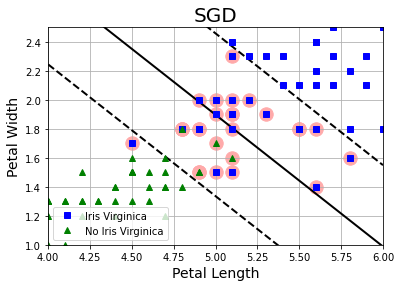 SGD
Petal Width
2.4
2.2
2.0
1.8
1.6
1.4
1.2
1.0
Iris Virginica
No Iris Virginica
4.00 4.25 4.50 4.75 5.00 5.25 5.50 5.75 6.00
Petal Length